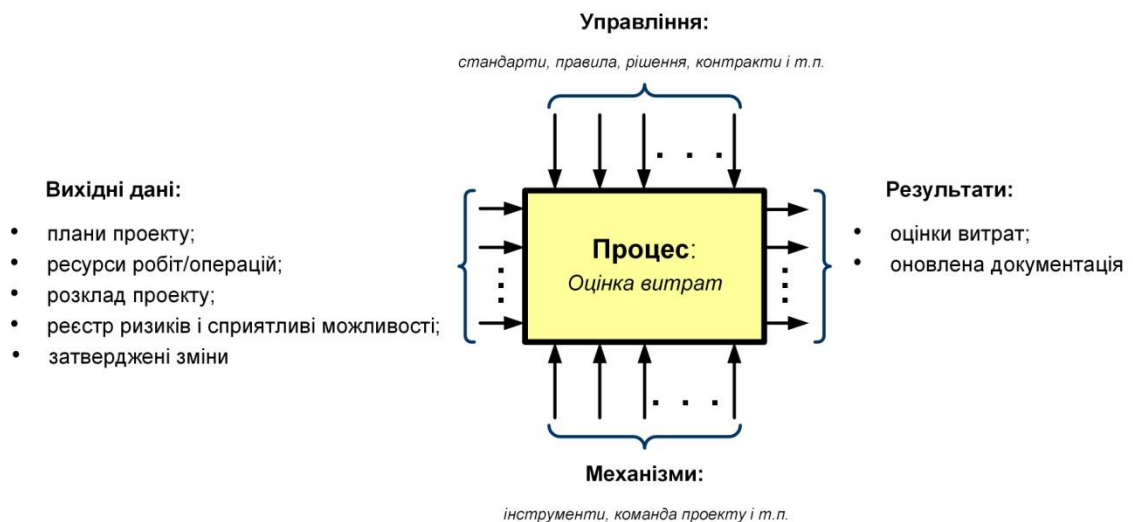 Управління:
стандарти, правила, рішення, контракти і т.п.
Вихідні дані:
• плани проекту;
• ресурси робіт/операцій;
• розклад проекту;
• реєстр ризиків і сприятливі можливості;
• затверджені зміни
Процес:
Оцінка витрат
Результати:
• оцінки витрат;
• оновлена документація
Механізми:
інструменти, команда проекту і т.п.